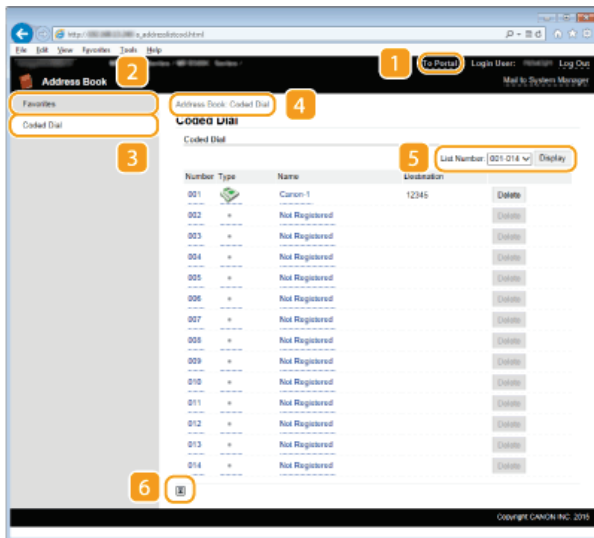 http://
s_addresslistcod.html
File Edit View Favorites Tools Help
1 To Portal Login User: Log Out
Address Book 2 Mail to System Manager
Favorites
Address Book: Coded Dial 4
Coded Dial
Coded Dial
3
Coded Dial
5 List Number: 001-014 Display
Number Type Name Destination
001 Canon-1 12345 Delete
002 Not Registered Delete
003 Not Registered Delete
004 Not Registered Delete
005 Not Registered Delete
006 Not Registered Delete
007 Not Registered Delete
008 Not Registered Delete
009 Not Registered Delete
010 Not Registered Delete
011 Not Registered Delete
012 Not Registered Delete
013 Not Registered Delete
014 Not Registered Delete
6
Copyright CANON INC. 2015